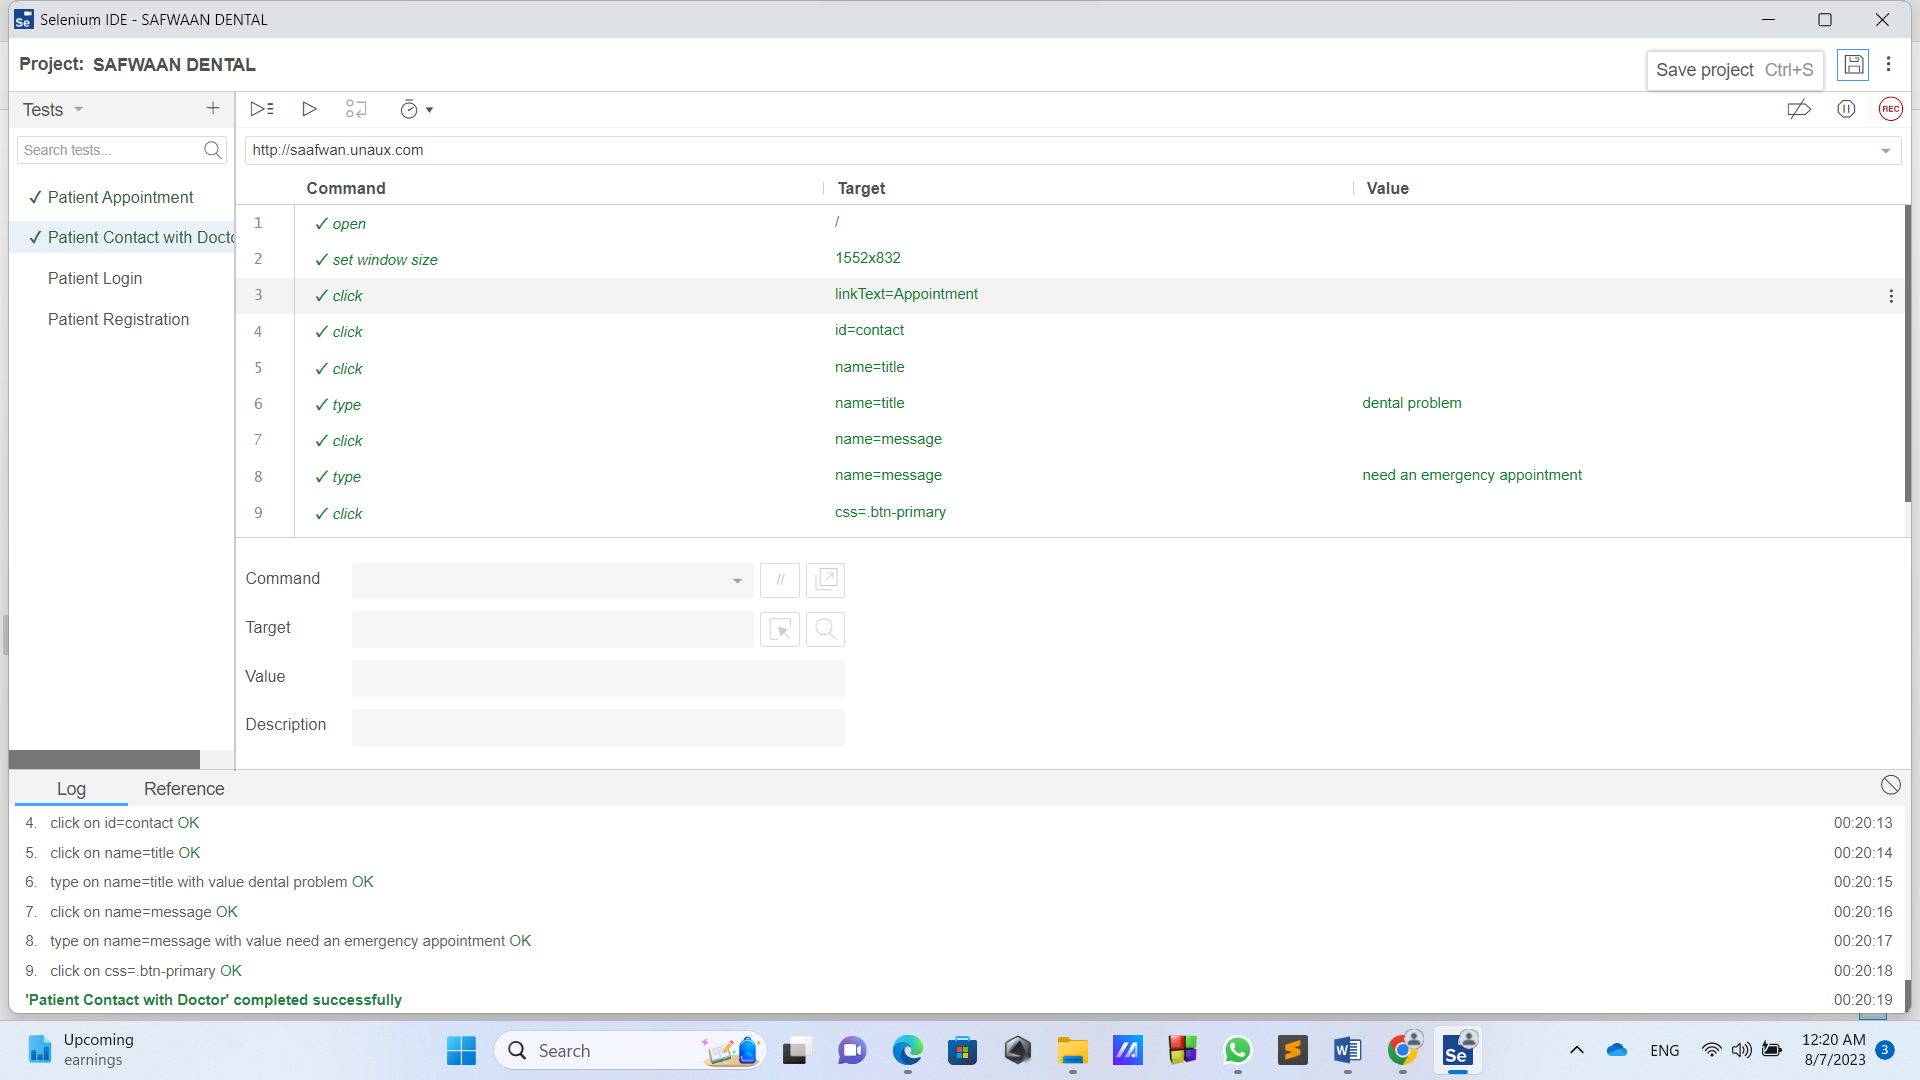 Se Selenium IDE - SAFWAAN DENTAL
Project: SAFWAAN DENTAL
Save project Ctrl+S
Tests
REC
Search tests...
http://saafwan.unaux.com
Command Target Value
✓ Patient Appointment
✓ Patient Contact with Docto
Patient Login
Patient Registration
1 ✓ open /
2 ✓ set window size 1552x832
3 ✓ click linkText=Appointment
4 ✓ click id=contact
5 ✓ click name=title
6 ✓ type name=title dental problem
7 ✓ click name=message
8 ✓ type name=message need an emergency appointment
9 ✓ click css=.btn-primary
Command //
Target
Value
Description
Log Reference
4. click on id=contact OK 00:20:13
5. click on name=title OK 00:20:14
6. type on name=title with value dental problem OK 00:20:15
7. click on name=message OK 00:20:16
8. type on name=message with value need an emergency appointment OK 00:20:17
9. click on css=.btn-primary OK 00:20:18
'Patient Contact with Doctor' completed successfully 00:20:19
Upcoming
earnings
Search
Se
ENG
12:20 AM
8/7/2023
3